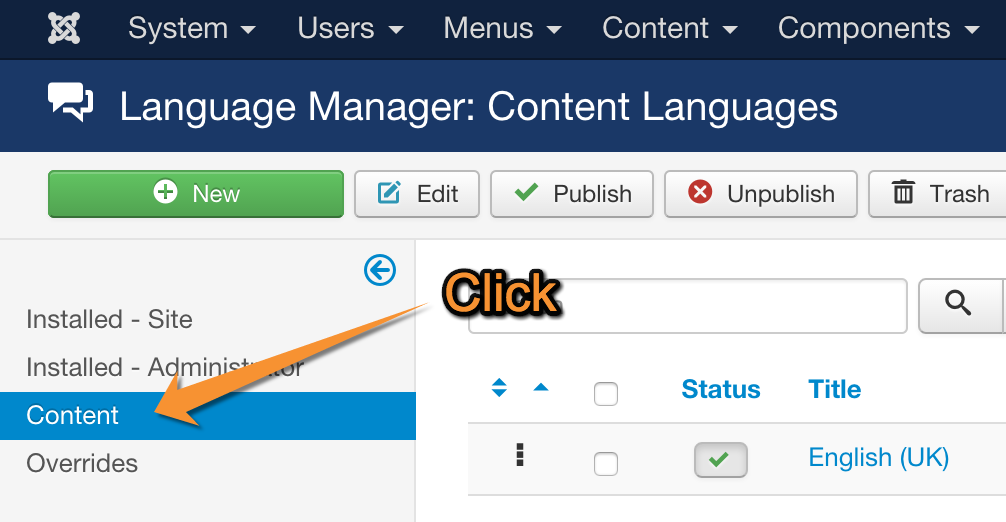 System Users Menus Content Components
Language Manager: Content Languages
New Edit Publish Unpublish Trash
Click
Installed - Site
Installed - Administrator
Content
Overrides
Status Title
English (UK)